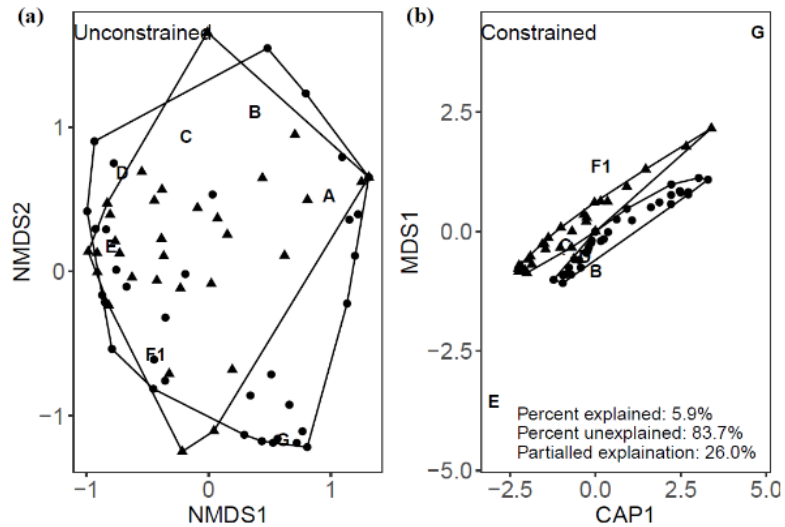 (a)
Unconstrained
B
C
D
A
E
F1
G
1
0
−1
NMDS2
−1
0
1
NMDS1
(b)
Constrained
G
F1
C
D
B
E
Percent explained: 5.9%
Percent unexplained: 83.7%
Partialled explaination: 26.0%
5.0
2.5
0.0
−2.5
−5.0
MDS1
−2.5
0.0
2.5
5.0
CAP1